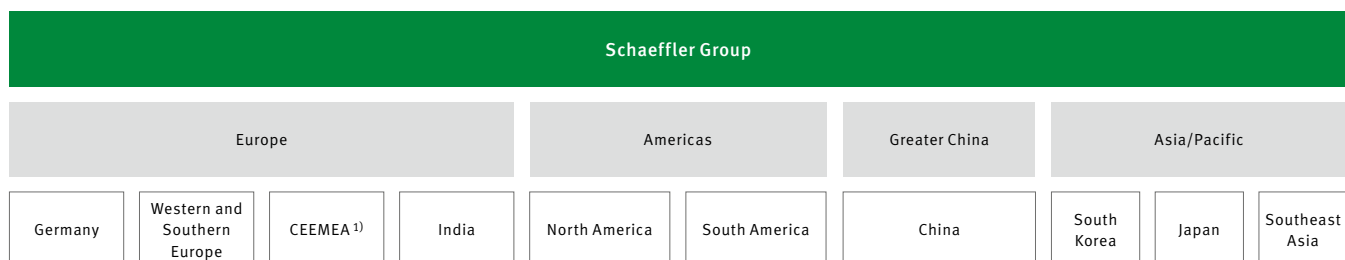 Schaeffler Group
Europe
Americas
Greater China
Asia/Pacific
Germany
Western and
Southern
Europe
CEEMEA 1)
India
North America
South America
China
South
Korea
Japan
Southeast
Asia